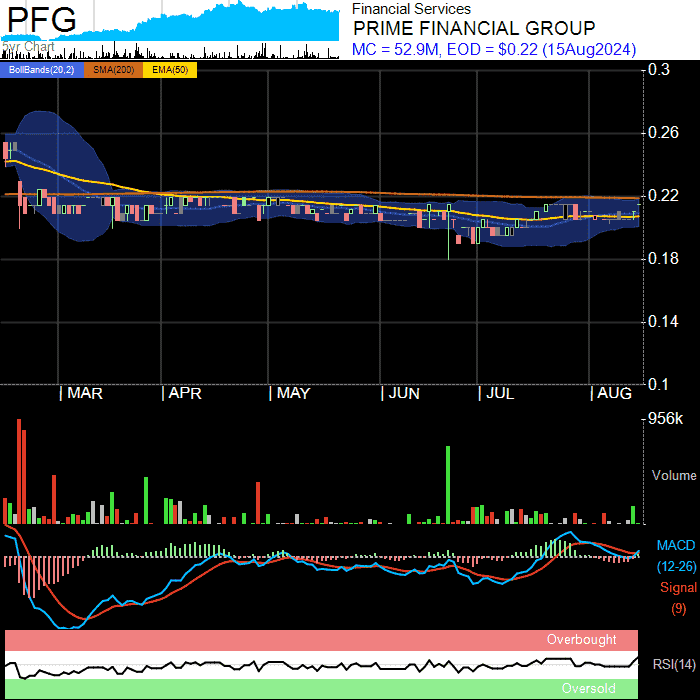 PFG
5yr Chart
Financial Services
PRIME FINANCIAL GROUP
MC = 52.9M, EOD = $0.22 (15Aug2024)
BollBands(20,2) SMA(200) EMA(50)
0.3
0.26
0.22
0.18
0.14
0.1
MAR APR MAY JUN JUL AUG
956k
Volume
MACD
(12-26)
Signal
(9)
Overbought
RSI(14)
Oversold